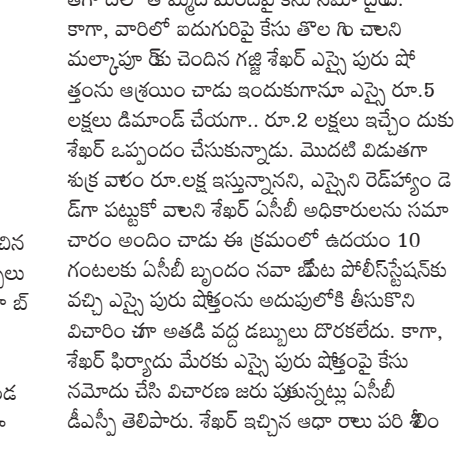 కాగా, వారిలో ఐదుగురిపై కేసు తొల గిం చాలని
మల్కాపూ ర్‌కు చెందిన గజ్జి శేఖర్ ఎస్సై పురు షో
త్తంను ఆశ్రయిం చాడు ఇందుకుగానూ ఎస్సై రూ.5
లక్షలు డిమాండ్ చేయగా.. రూ.2 లక్షలు ఇచ్చేం దుకు
శేఖర్ ఒప్పందం చేసుకున్నాడు. మొదటి విడుతగా
శుక్ర వారం రూ.లక్ష ఇస్తున్నానని, ఎస్సైని రెడ్‌హ్యాం డె
డ్‌గా పట్టుకో వాలని శేఖర్ ఏసీబీ అధికారులను సమా
చారం అందిం చాడు ఈ క్రమంలో ఉదయం 10
గంటలకు ఏసీబీ బృందం నవా బ్‌పేట పోలీస్‌స్టేషన్‌కు
వచ్చి ఎస్సై పురు షోత్తంను అదుపులోకి తీసుకొని
విచారిం చగా అతడి వద్ద డబ్బులు దొరకలేదు. కాగా,
శేఖర్ ఫిర్యాదు మేరకు ఎస్సై పురు షోత్తంపై కేసు
నమోదు చేసి విచారణ జరు పుతున్నట్లు ఏసీబీ
డీఎస్పీ తెలిపారు. శేఖర్ ఇచ్చిన ఆధా రాలు పరి శీలిం